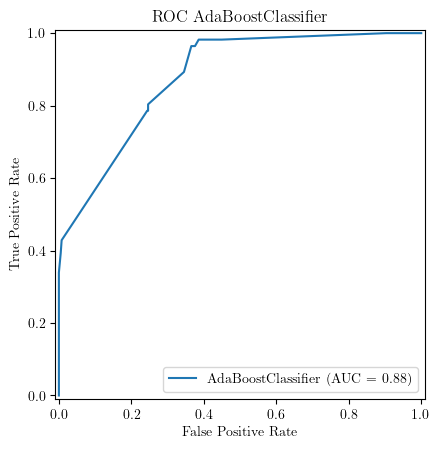 ROC AdaBoostClassifier
1.0
0.8
0.6
0.4
0.2
0.0
True Positive Rate
AdaBoostClassifier (AUC = 0.88)
0.0 0.2 0.4 0.6 0.8 1.0
False Positive Rate